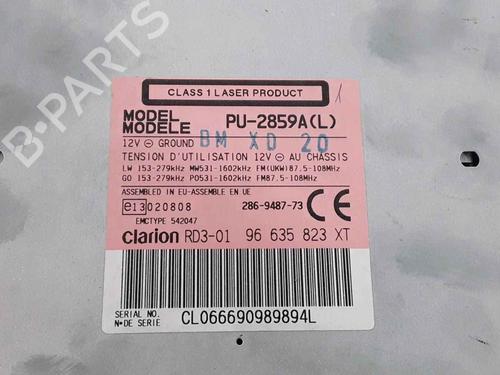 B-PARTS
CLASS 1 LASER PRODUCT
1
MODEL
MODELE PU-2859A(L)
12V ⊖ GROUND BM XD 20
TENSION D'UTILISATION 12V ⊖ AU CHASSIS
LW 153-279kHz MW531-1602kHz FM(UKW)87.5-108MHz
GO 153-279kHz PO531-1602kHz FM87.5-108MHz
ASSEMBLED IN EU-ASSEMBLE EN UE
e13 020808 286-9487-73 CE
EMCTYPE 542047
clarion RD3-01 96 635 823 XT
SERIAL NO.
N•DE SERIE CL066690989894L